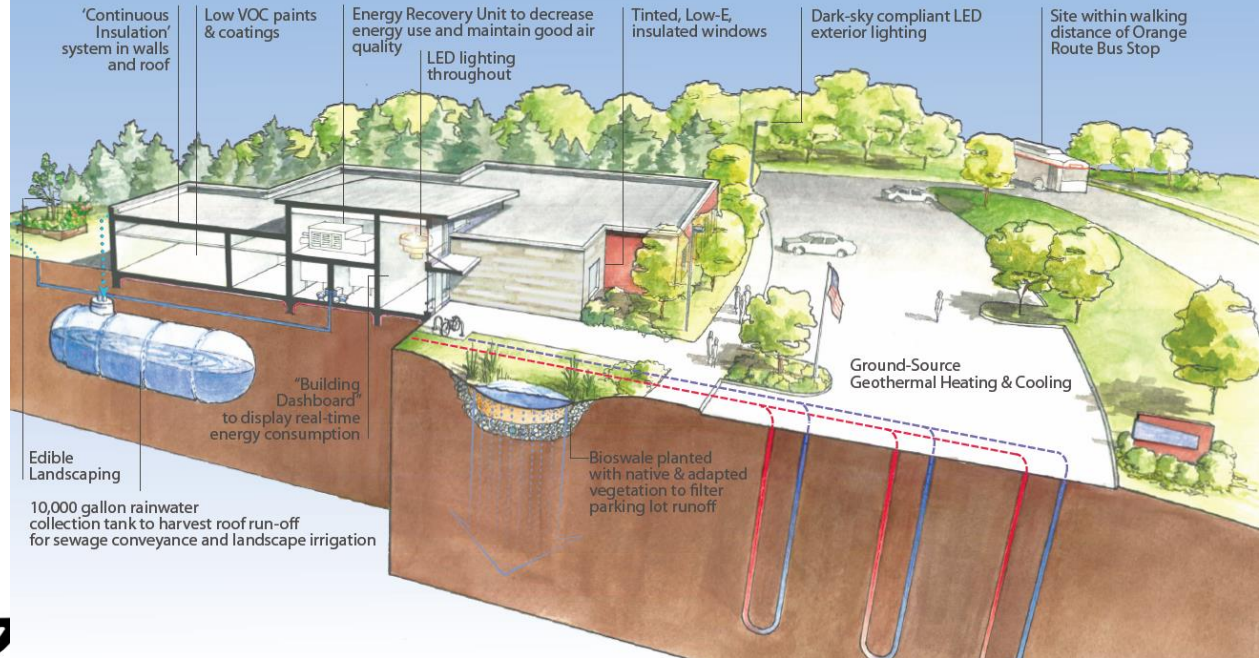 'Continuous
Insulation'
system in walls
and roof
Low VOC paints
& coatings
Energy Recovery Unit to decrease
energy use and maintain good air
quality
LED lighting
throughout
Tinted, Low-E,
insulated windows
Dark-sky compliant LED
exterior lighting
Site within walking
distance of Orange
Route Bus Stop
Ground-Source
Geothermal Heating & Cooling
"Building
Dashboard"
to display real-time
energy consumption
Edible
Landscaping
Bioswale planted
with native & adapted
vegetation to filter
parking lot runoff
10,000 gallon rainwater
collection tank to harvest roof run-off
for sewage conveyance and landscape irrigation